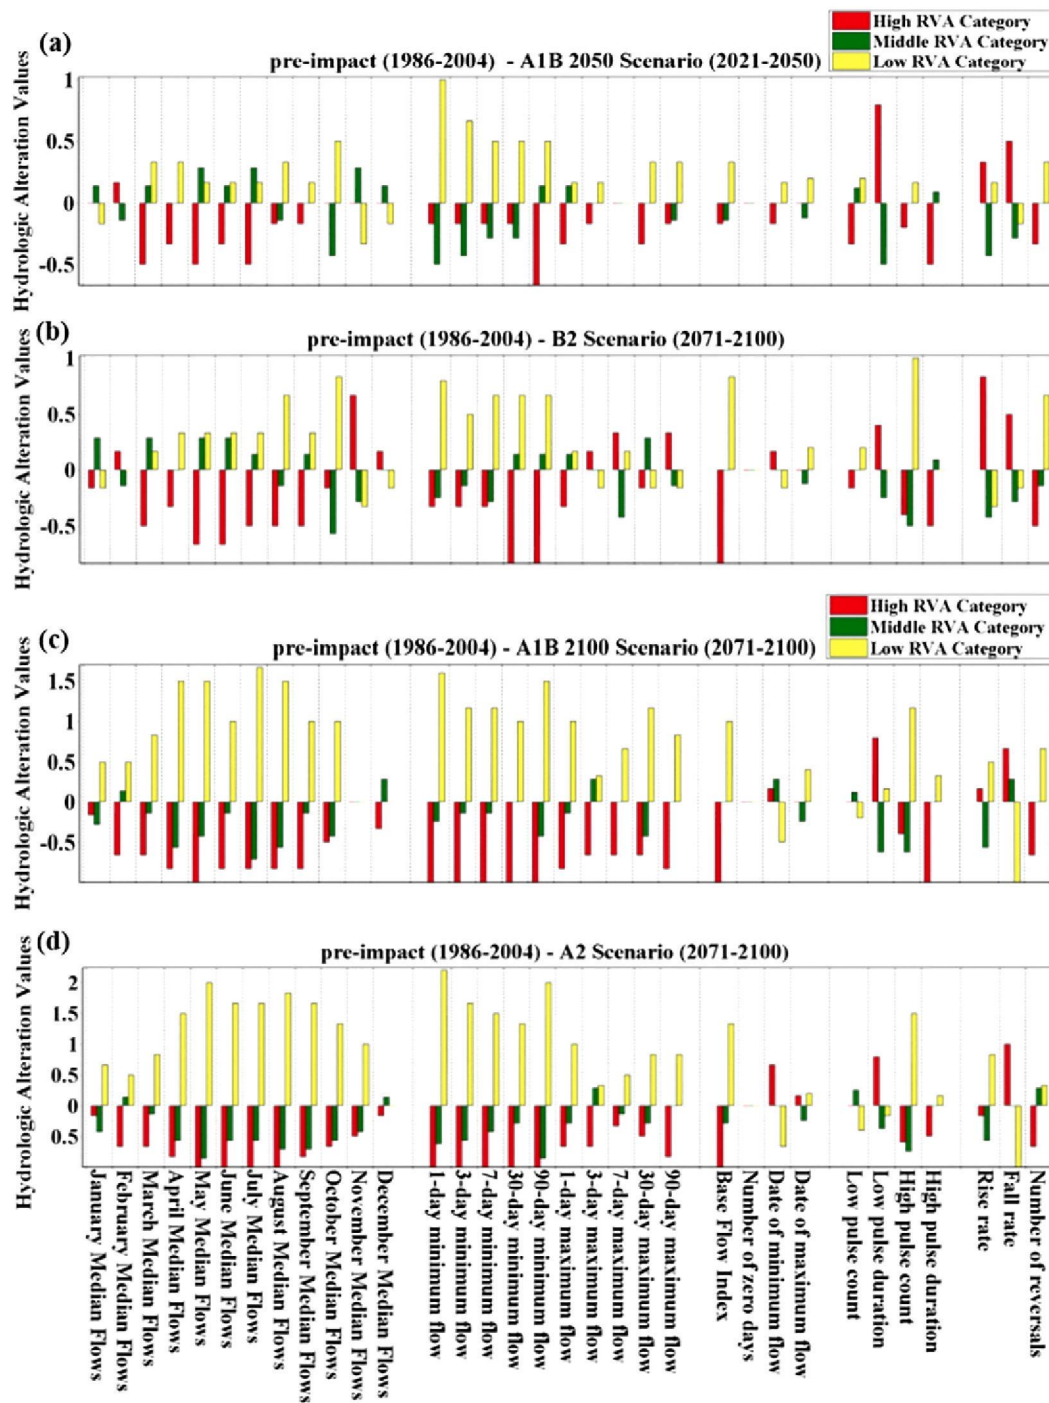 High RVA Category
Middle RVA Category
Low RVA Category
(a)
pre-impact (1986-2004) - A1B 2050 Scenario (2021-2050)
Hydrologic Alteration Values
1
0.5
0
-0.5
(b)
pre-impact (1986-2004) - B2 Scenario (2071-2100)
Hydrologic Alteration Values
1
0.5
0
-0.5
High RVA Category
Middle RVA Category
Low RVA Category
(c)
pre-impact (1986-2004) - A1B 2100 Scenario (2071-2100)
Hydrologic Alteration Values
1.5
1
0.5
0
-0.5
(d)
pre-impact (1986-2004) - A2 Scenario (2071-2100)
Hydrologic Alteration Values
2
1.5
1
0.5
0
0.5
January Median Flows
February Median Flows
March Median Flows
April Median Flows
May Median Flows
June Median Flows
July Median Flows
August Median Flows
September Median Flows
October Median Flows
November Median Flows
December Median Flows
1-day minimum flow
3-day minimum flow
7-day minimum flow
30-day minimum flow
90-day minimum flow
1-day maximum flow
3-day maximum flow
7-day maximum flow
30-day maximum flow
90-day maximum flow
Base Flow Index
Number of zero days
Date of minimum flow
Date of maximum flow
Low pulse count
Low pulse duration
High pulse count
High pulse duration
Rise rate
Fall rate
Number of reversals